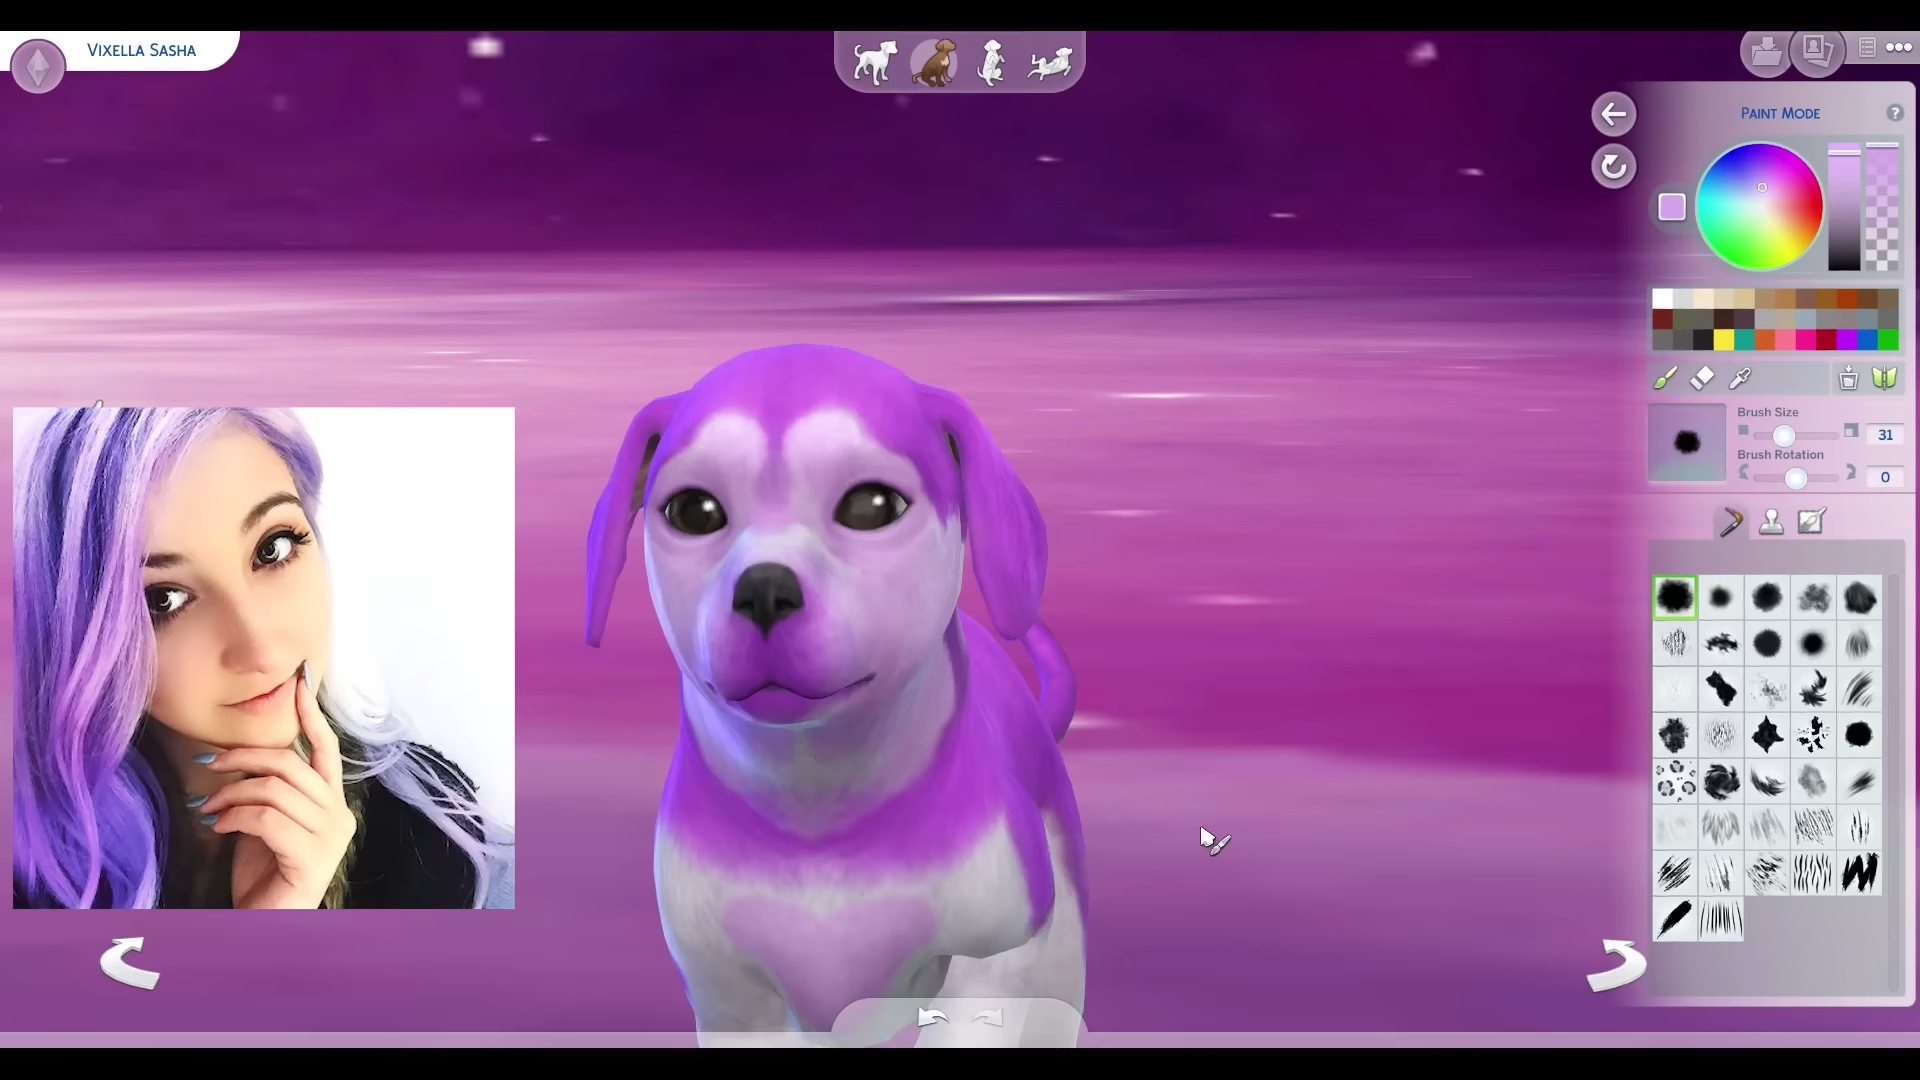 Vixella Sasha
Paint Mode
?
Brush Size
31
Brush Rotation
0